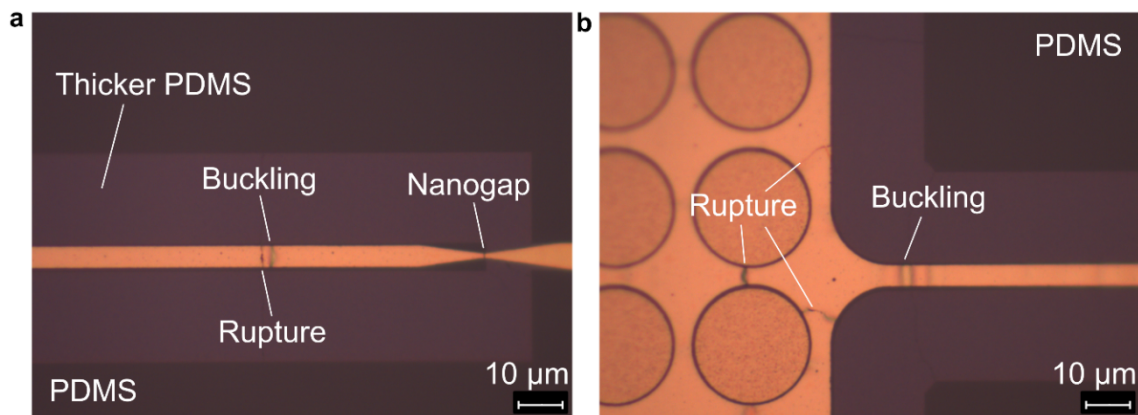 a
Thicker PDMS
Buckling
Nanogap
Rupture
PDMS
10 µm
b
PDMS
Rupture
Buckling
10 µm